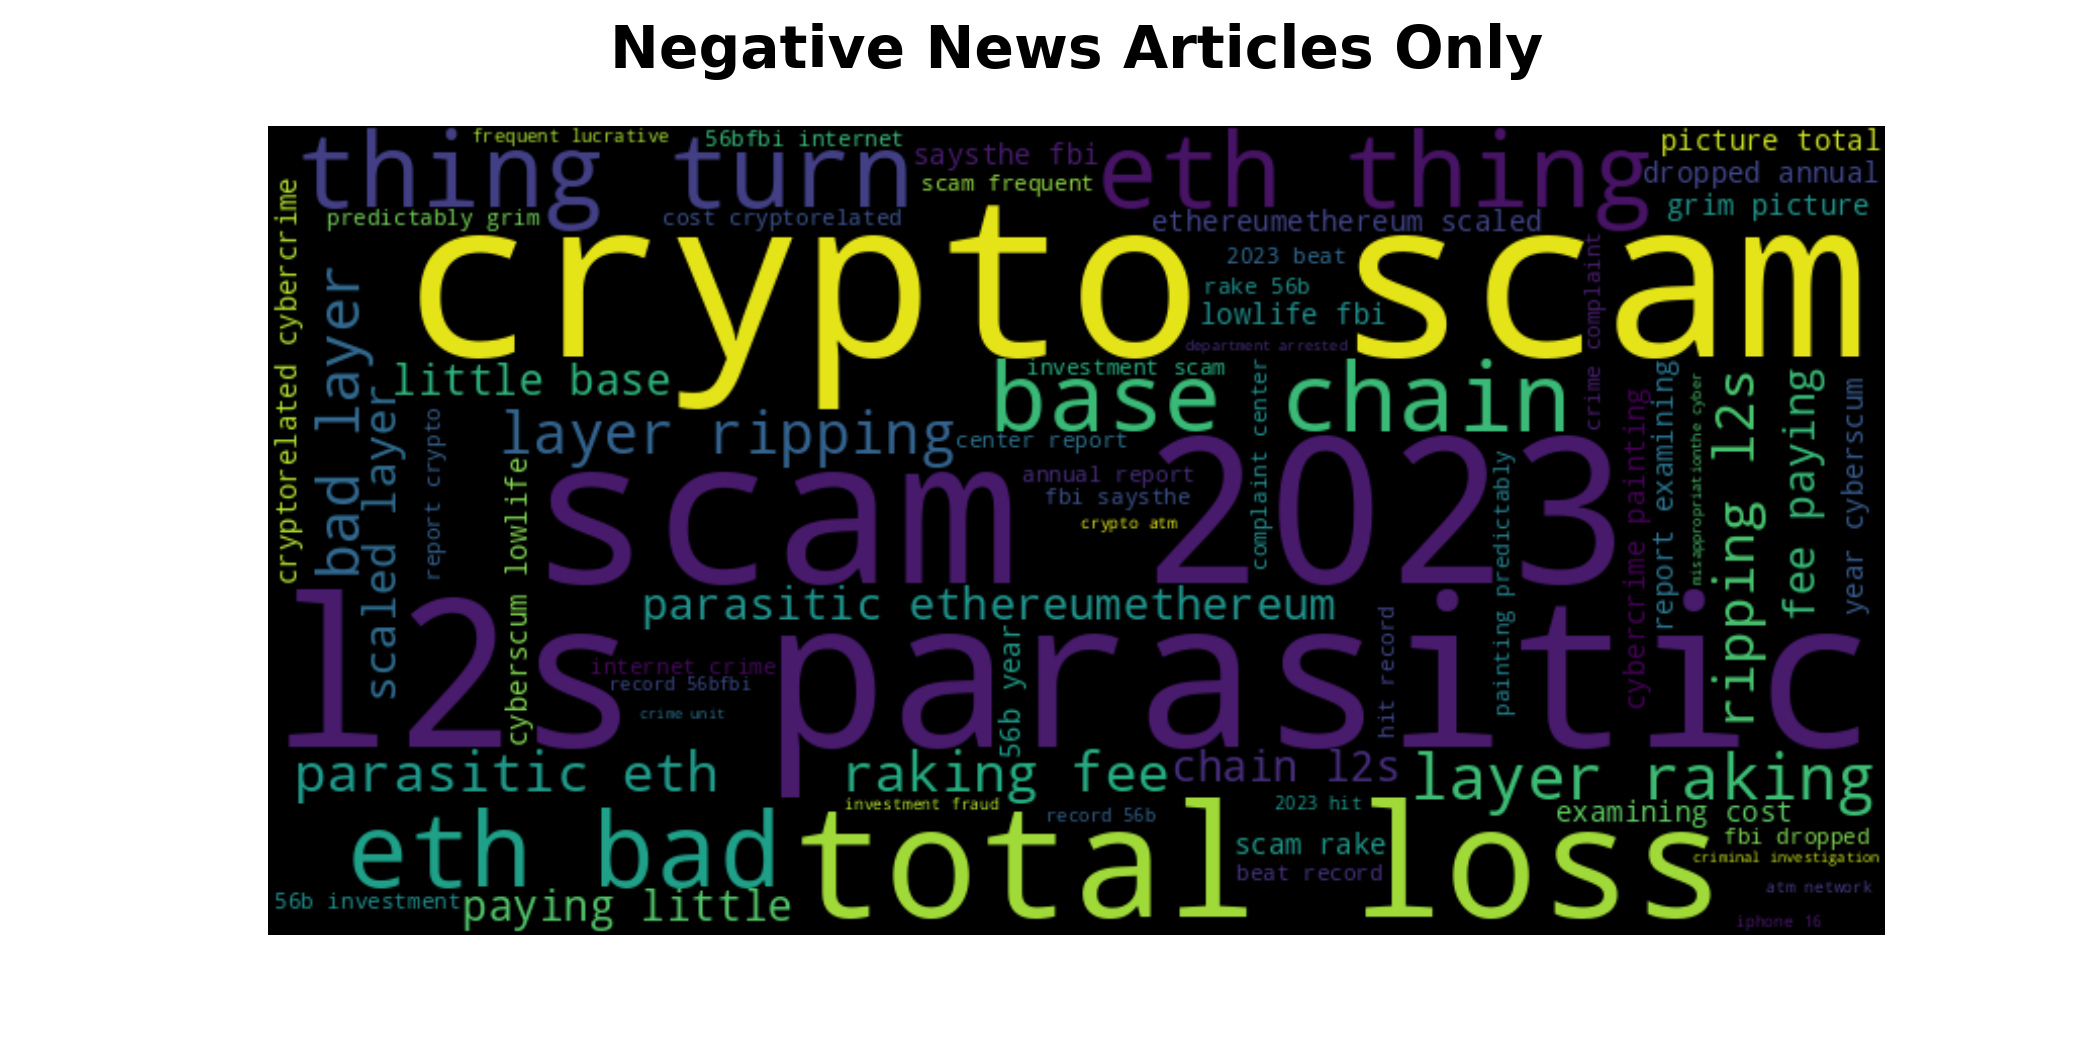 Negative News Articles Only
frequent lucrative
56bfbi internet
picture total
thing turn
saysthe fbi
eth thing
scam frequent
dropped annual
predictably grim
cost cryptorelated
ethereumethereum scaled
grim picture
cryptorelated cybercrime
crypto scam
2023 beat
rake 56b
lowlife fbi
department arrested
crime complaint
bad layer
scaled layer
little base
investment scam
base chain
report crypto
layer ripping
center report
complaint center
annual report
fbi saysthe
crypto atm
scam 2023
cyberscum lowlife
painting predictably
cybercrime painting
report examining
misappropriationthe cyber
ripping l2s
fee paying
year cyberscum
parasitic ethereumethereum
l2s parasitic
internet crime
record 56bfbi
crime unit
56b year
hit record
parasitic eth
raking fee
chain l2s
layer raking
investment fraud
record 56b
2023 hit
examining cost
eth bad
total loss
scam rake
beat record
fbi dropped
criminal investigation
atm network
56b investment
paying little
iphone 16